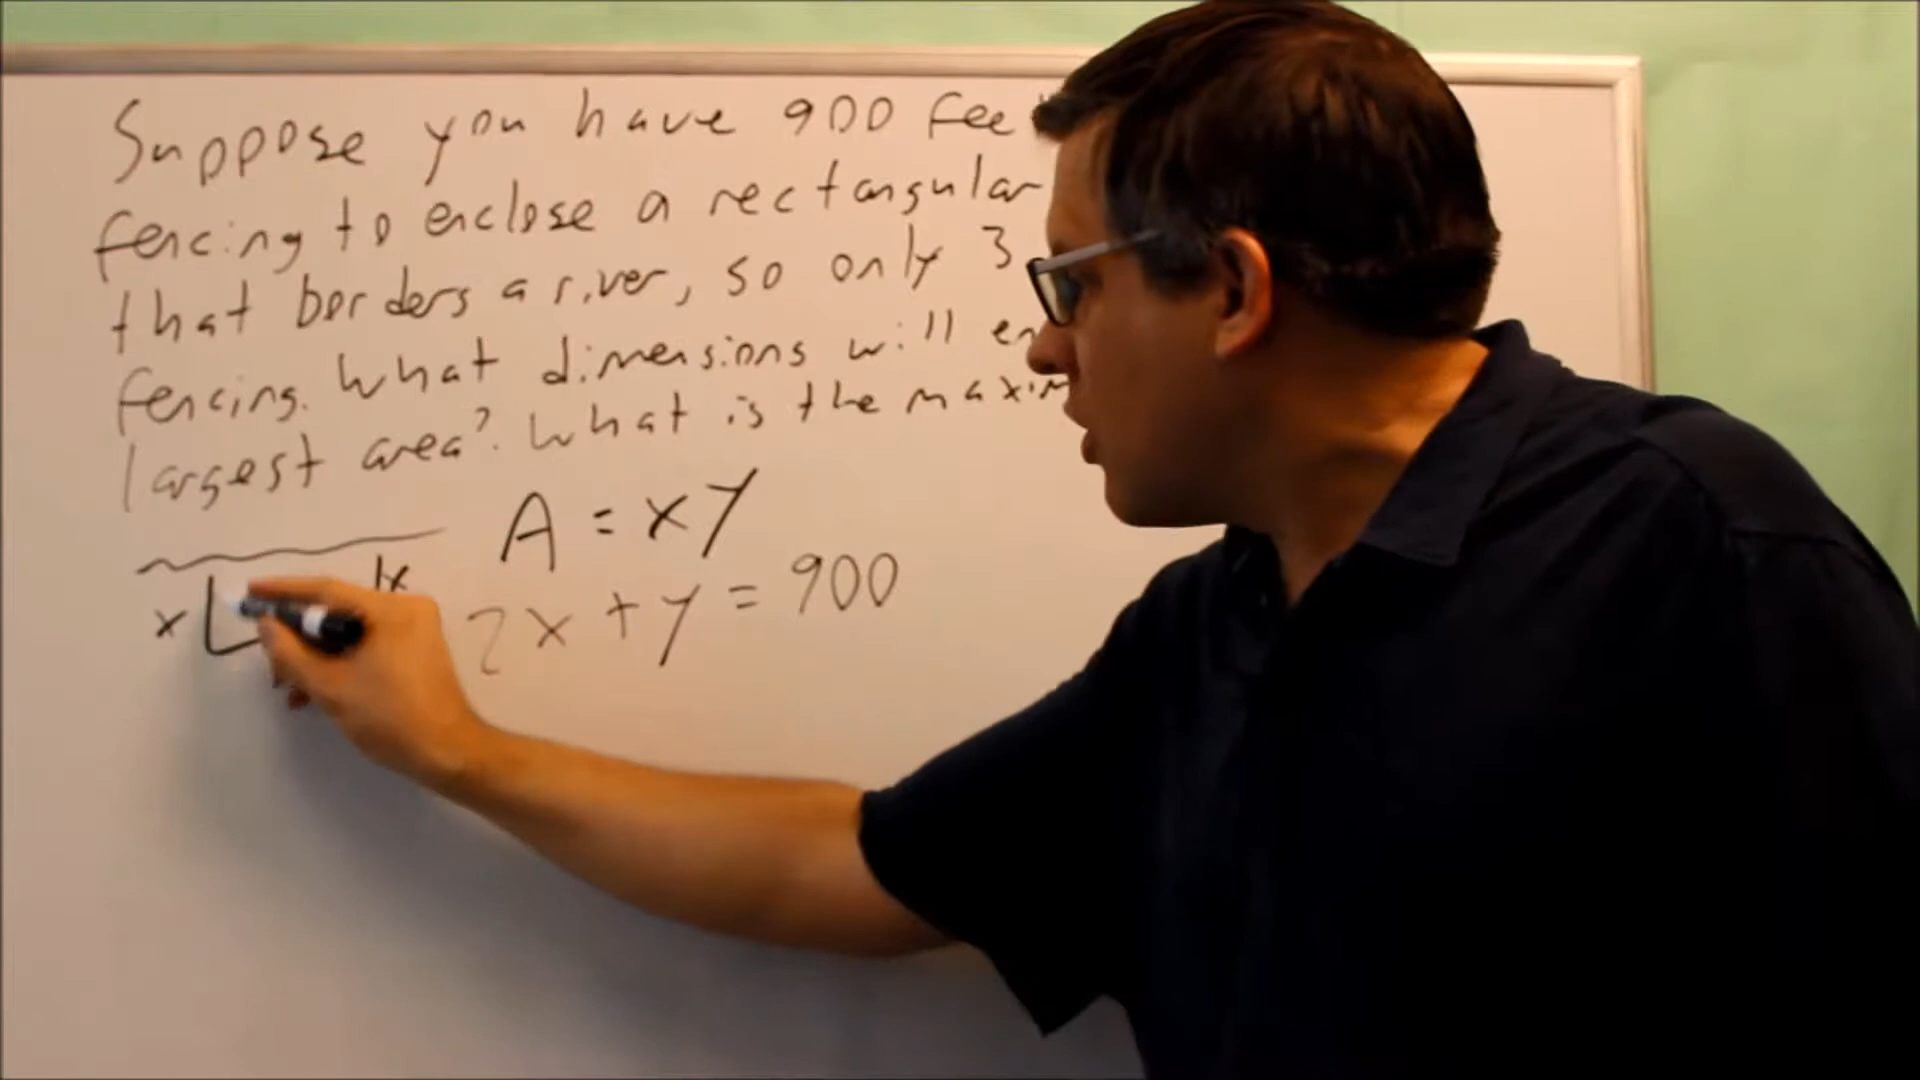 Suppose you have 900 fee
fencing to enclose a rectangular
that borders a river, so only 3
fencing. What dimensions will en
largest area? What is the maxim
A = xy
x x
2x + y = 900